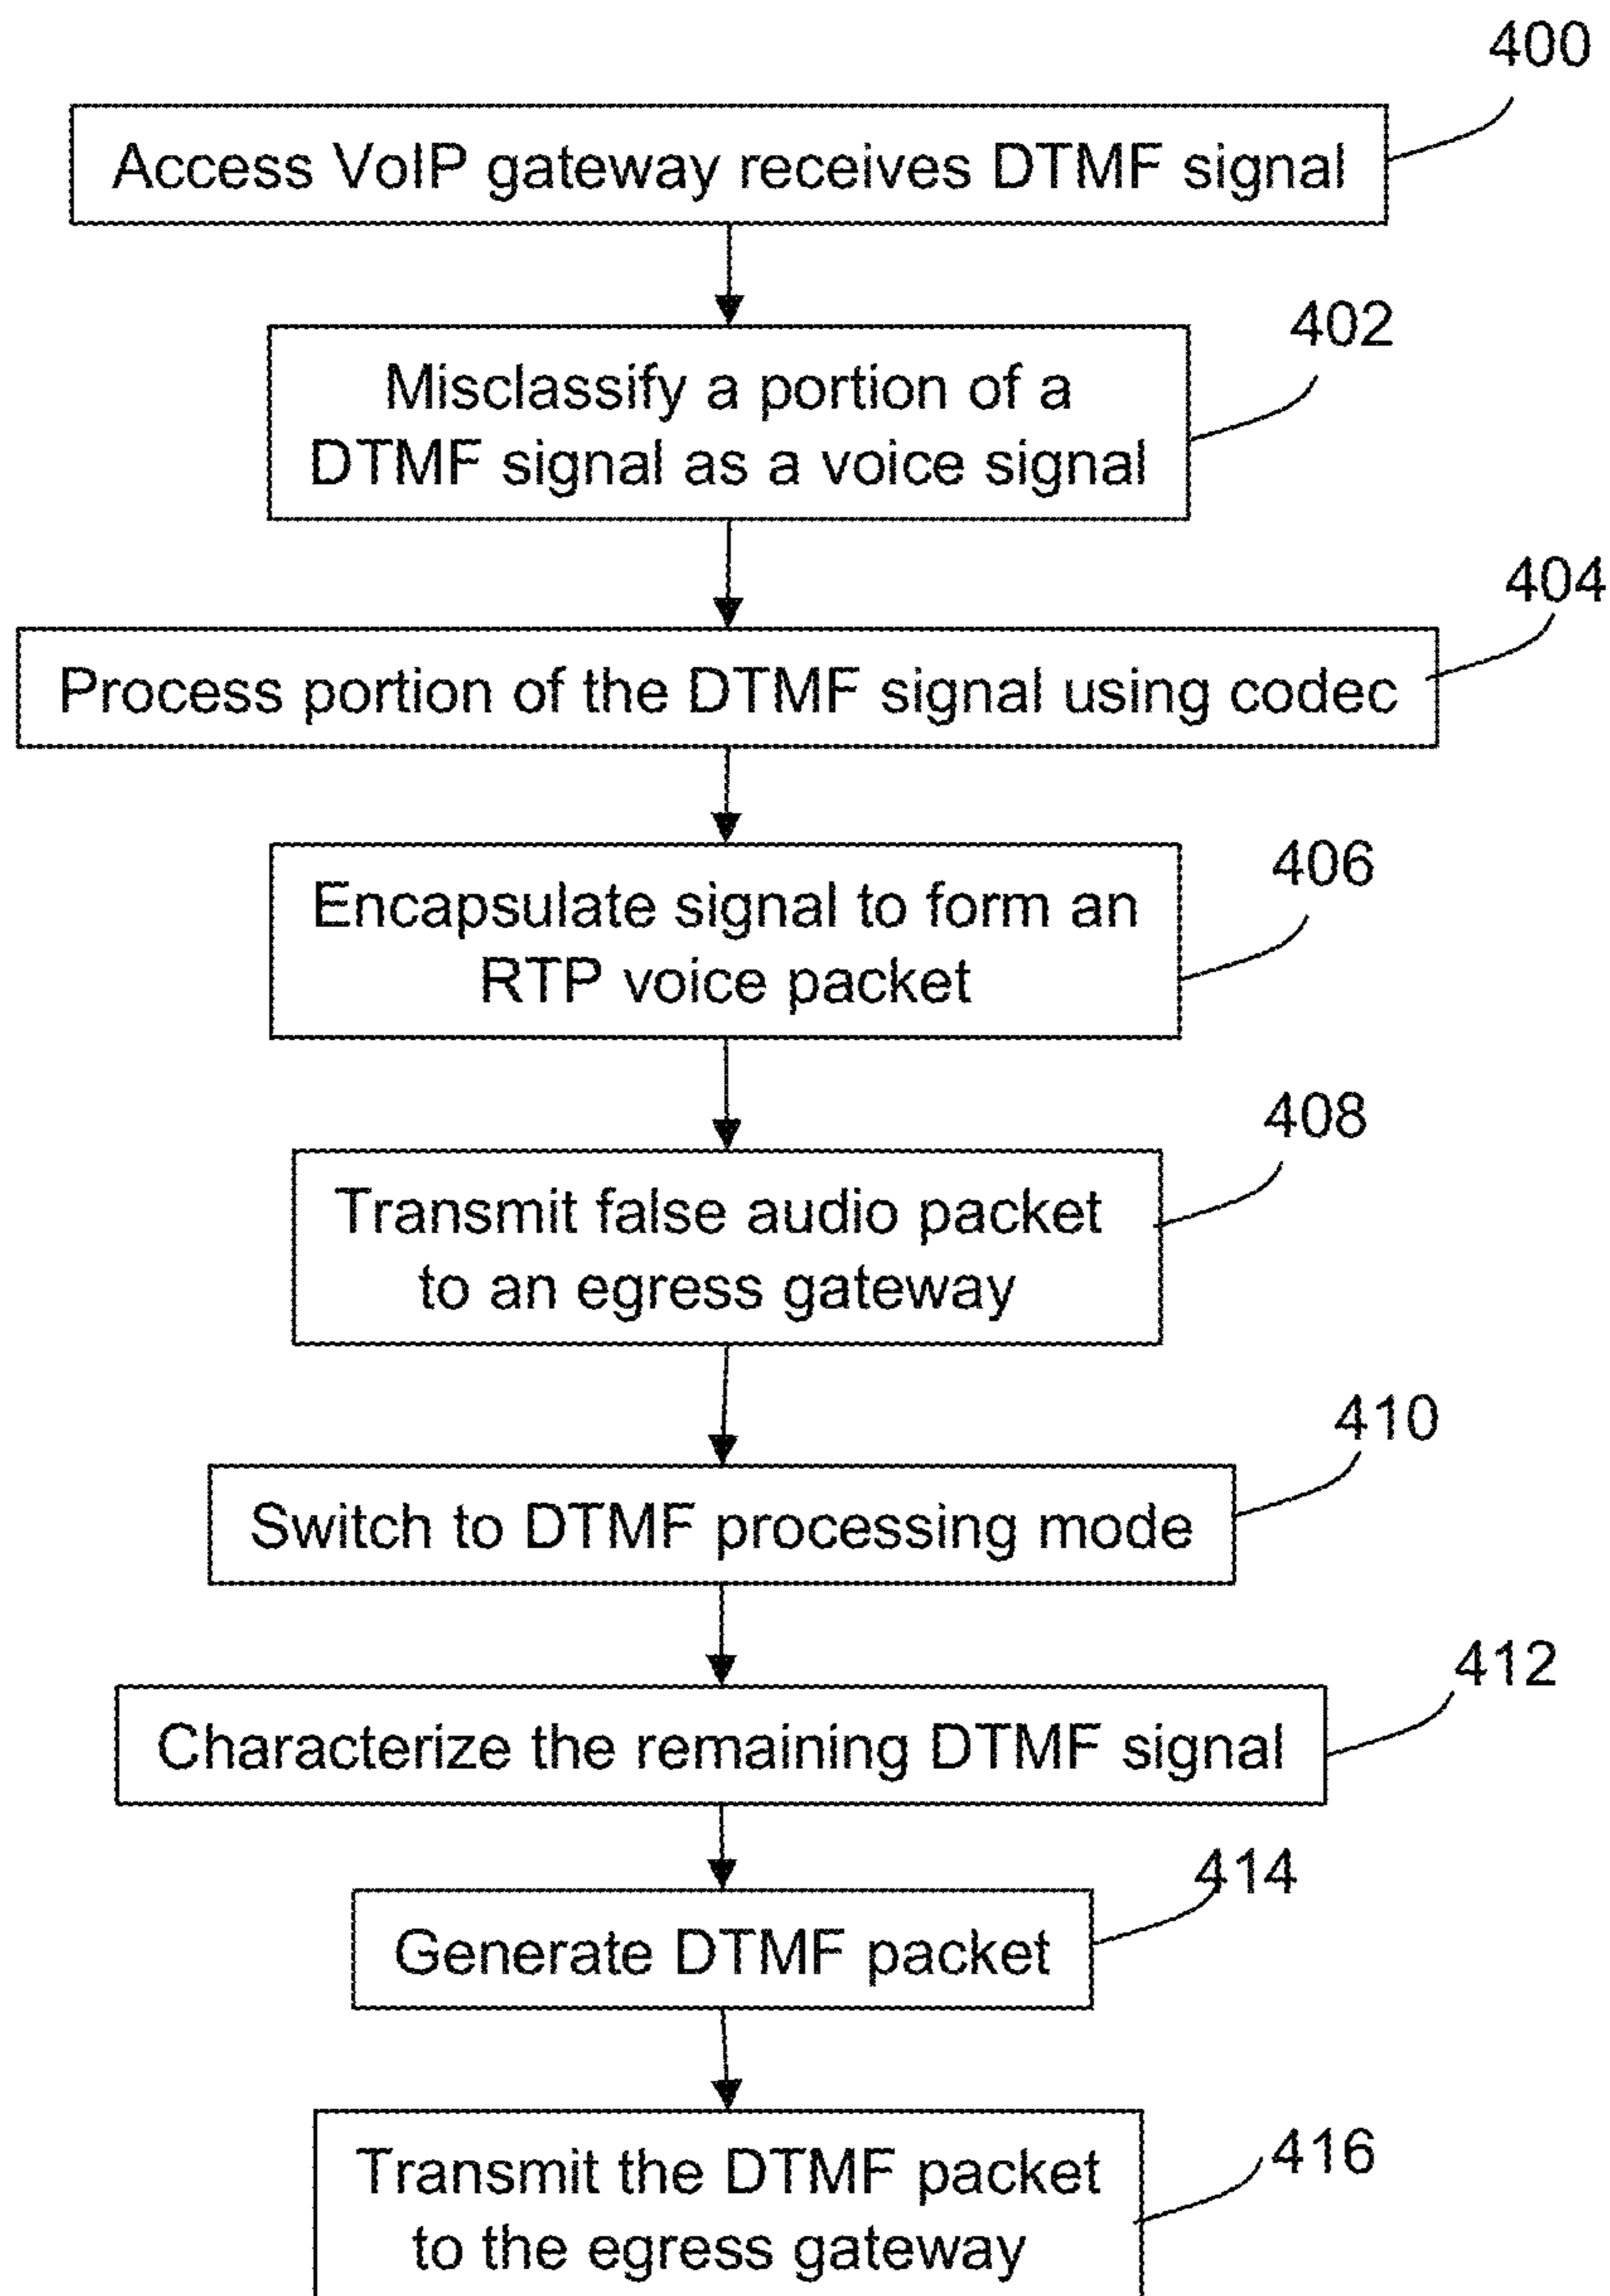 400
Access VoIP gateway receives DTMF signal
402
Misclassify a portion of a
DTMF signal as a voice signal
404
Process portion of the DTMF signal using codec
406
Encapsulate signal to form an
RTP voice packet
408
Transmit false audio packet
to an egress gateway
410
Switch to DTMF processing mode
412
Characterize the remaining DTMF signal
414
Generate DTMF packet
416
Transmit the DTMF packet
to the egress gateway